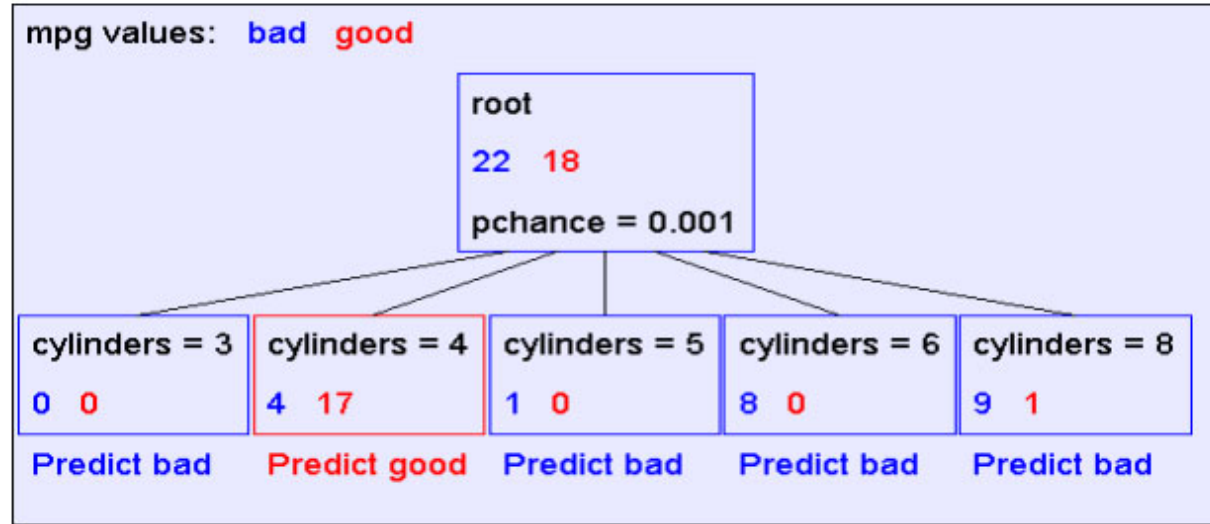 mpg values: bad good
root
22 18
pchance = 0.001
cylinders = 3 cylinders = 4 cylinders = 5 cylinders = 6 cylinders = 8
0 0 4 17 1 0 8 0 9 1
Predict bad Predict good Predict bad Predict bad Predict bad